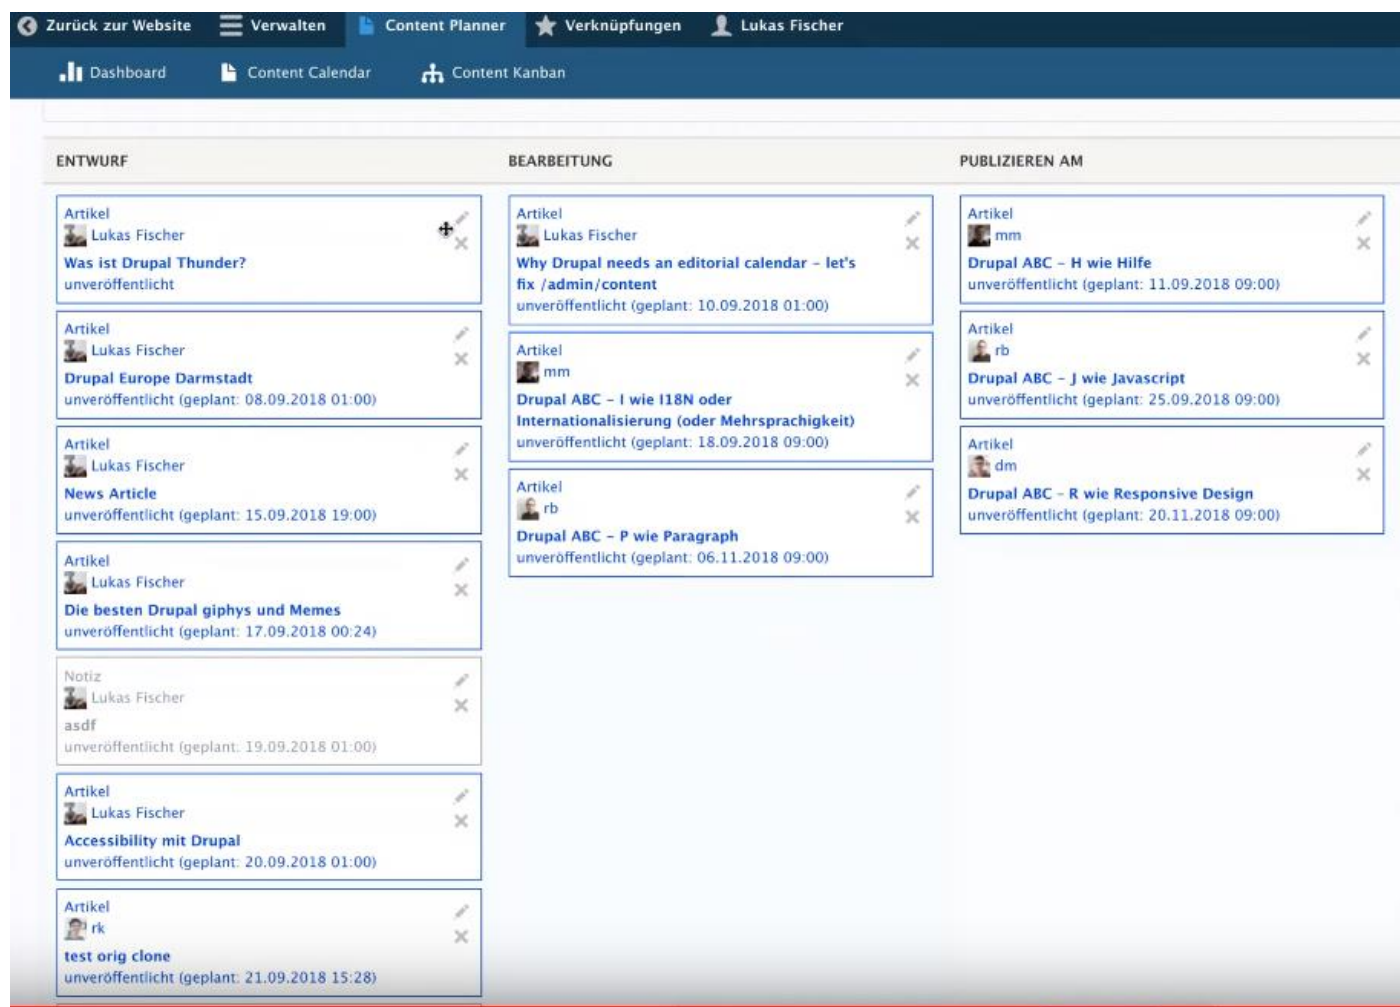 Zurück zur Website Verwalten Content Planner Verknüpfungen Lukas Fischer
Dashboard Content Calendar Content Kanban
ENTWURF
Artikel
Lukas Fischer
Was ist Drupal Thunder?
unveröffentlicht
Artikel
Lukas Fischer
Drupal Europe Darmstadt
unveröffentlicht (geplant: 08.09.2018 01:00)
Artikel
Lukas Fischer
News Article
unveröffentlicht (geplant: 15.09.2018 19:00)
Artikel
Lukas Fischer
Die besten Drupal giphys und Memes
unveröffentlicht (geplant: 17.09.2018 00:24)
Notiz
Lukas Fischer
asdf
unveröffentlicht (geplant: 19.09.2018 01:00)
Artikel
Lukas Fischer
Accessibility mit Drupal
unveröffentlicht (geplant: 20.09.2018 01:00)
Artikel
rk
test orig clone
unveröffentlicht (geplant: 21.09.2018 15:28)
BEARBEITUNG
Artikel
Lukas Fischer
Why Drupal needs an editorial calendar – let's
fix /admin/content
unveröffentlicht (geplant: 10.09.2018 01:00)
Artikel
mm
Drupal ABC – I wie I18N oder
Internationalisierung (oder Mehrsprachigkeit)
unveröffentlicht (geplant: 18.09.2018 09:00)
Artikel
rb
Drupal ABC – P wie Paragraph
unveröffentlicht (geplant: 06.11.2018 09:00)
PUBLIZIEREN AM
Artikel
mm
Drupal ABC – H wie Hilfe
unveröffentlicht (geplant: 11.09.2018 09:00)
Artikel
rb
Drupal ABC – J wie Javascript
unveröffentlicht (geplant: 25.09.2018 09:00)
Artikel
dm
Drupal ABC – R wie Responsive Design
unveröffentlicht (geplant: 20.11.2018 09:00)